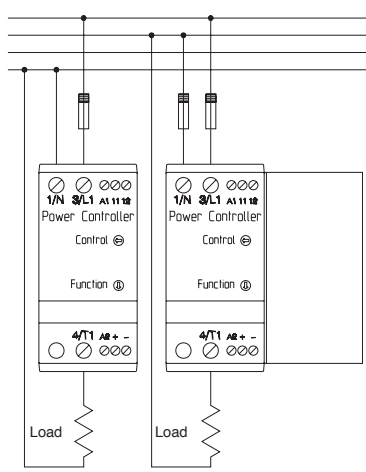 1/N 3/L1 A1 11 12
Power Controller
Control
Function
4/T1 A2 + -
Load
1/N 3/L1 A1 11 12
Power Controller
Control
Function
4/T1 A2 + -
Load